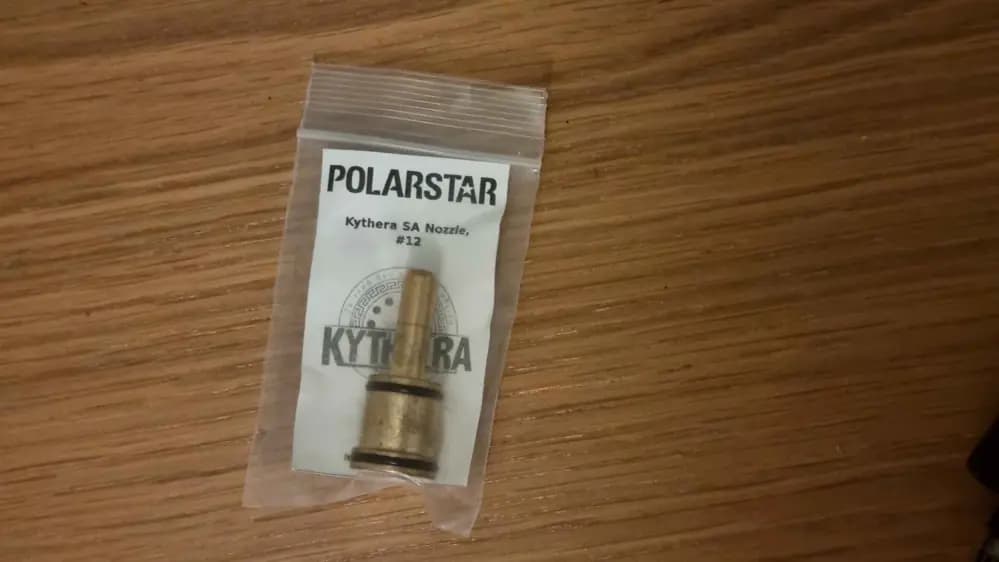 POLARSTAR
Kythera SA Nozzle,
#12
KYTHERA